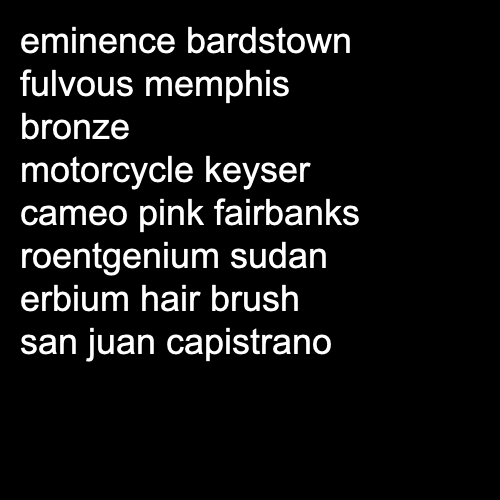 eminence bardstown
fulvous memphis
bronze
motorcycle keyser
cameo pink fairbanks
roentgenium sudan
erbium hair brush
san juan capistrano